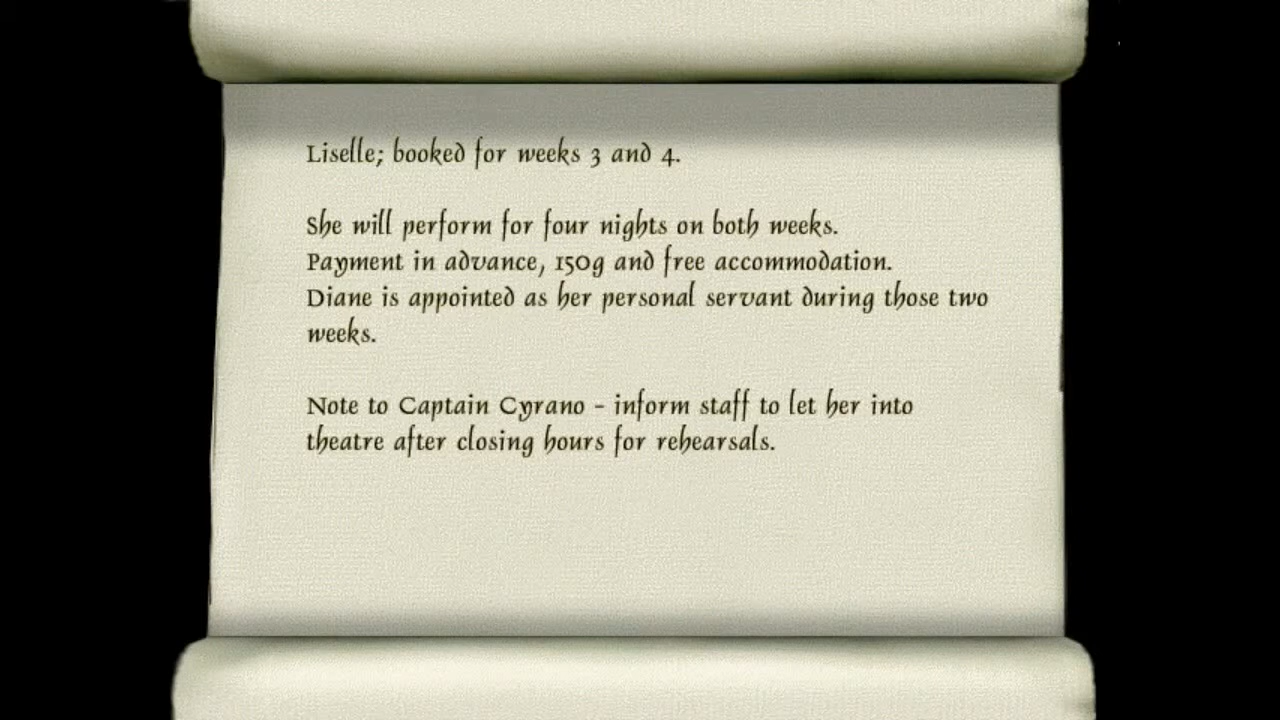 Liselle; booked for weeks 3 and 4.
She will perform for four nights on both weeks.
Payment in advance, 150g and free accommodation.
Diane is appointed as her personal servant during those two
weeks.
Note to Captain Cyrano - inform staff to let her into
theatre after closing hours for rehearsals.